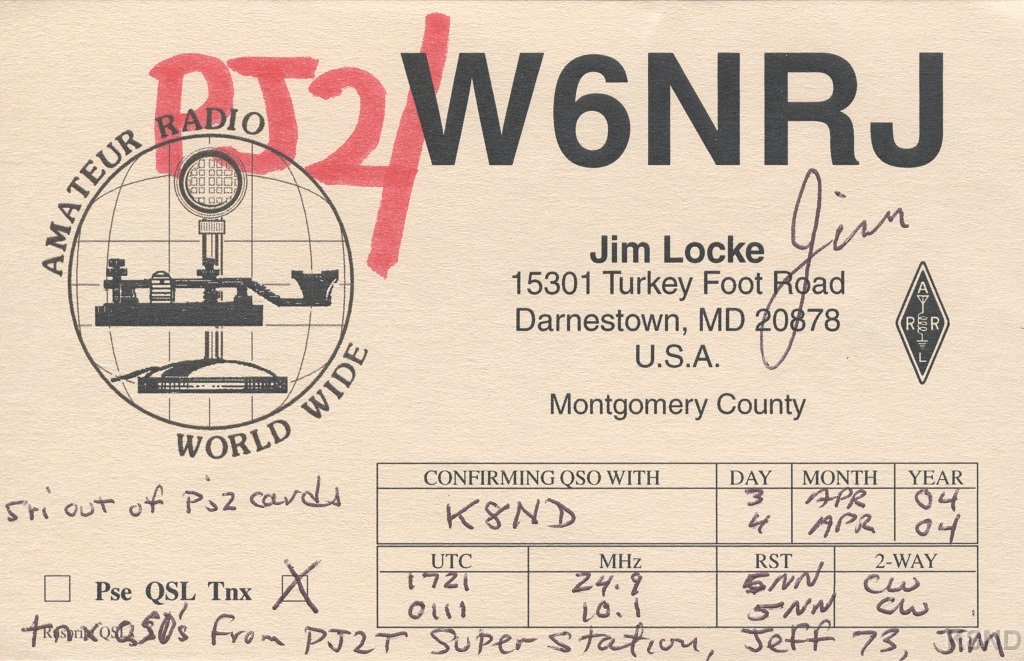 PJ2/W6NRJ
AMATEUR RADIO
WORLD WIDE
Jim
Jim Locke
15301 Turkey Foot Road
Darnestown, MD 20878
U.S.A.
Montgomery County
A
R R
L
sri out of PJ2 cards
CONFIRMING QSO WITH DAY MONTH YEAR
K8ND 3 APR 04
4 APR 04
UTC MHz RST 2-WAY
1721 24.9 5NN CW
0111 10.1 5NN CW
Pse QSL Tnx X
Rusprint QSL's
tnx QSO's from PJ2T Super Station, Jeff 73, Jim
K8ND